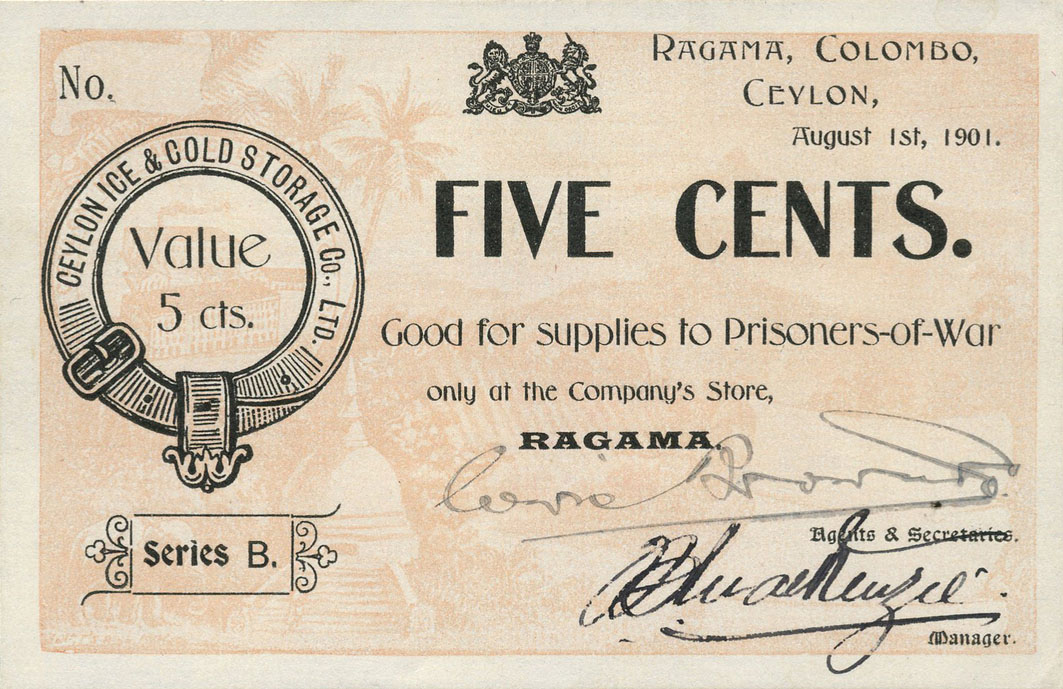 No.
RAGAMA, COLOMBO,
CEYLON,
August 1st, 1901.
CEYLON ICE & COLD STORAGE Co., LTD.
Value
5 cts.
FIVE CENTS.
Good for supplies to Prisoners-of-War
only at the Company's Store,
RAGAMA.
Agents & Secretaries.
Series B.
Manager.